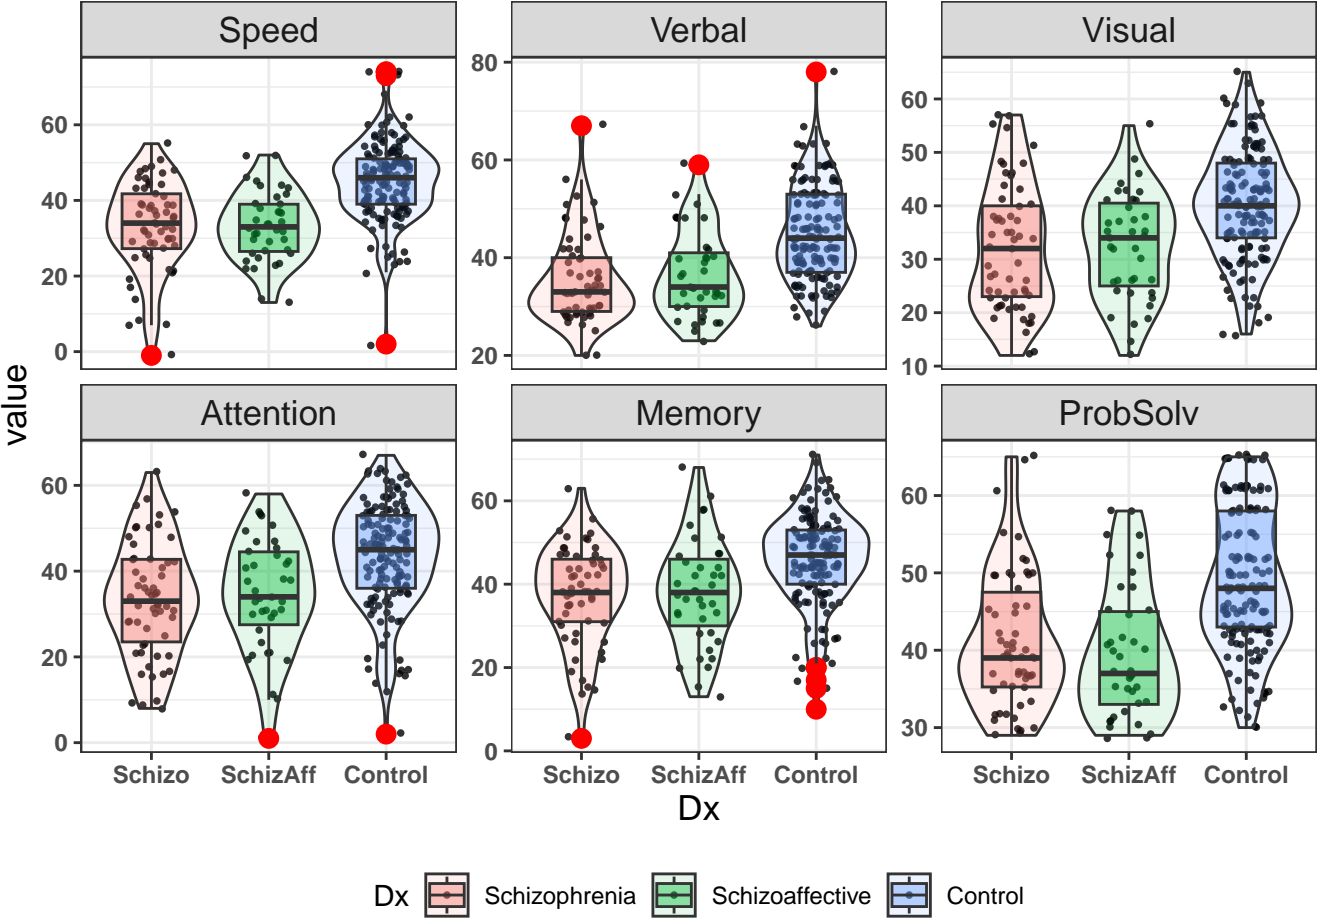 Speed Verbal Visual
80
60 60 60
50
40 40 40
30
20 20
0 20 10
value
Attention Memory ProbSolv
60 60 60
50
40 40
40
20 20
30
0 0
Schizo SchizAff Control Schizo SchizAff Control Schizo SchizAff Control
Dx
Dx Schizophrenia Schizoaffective Control